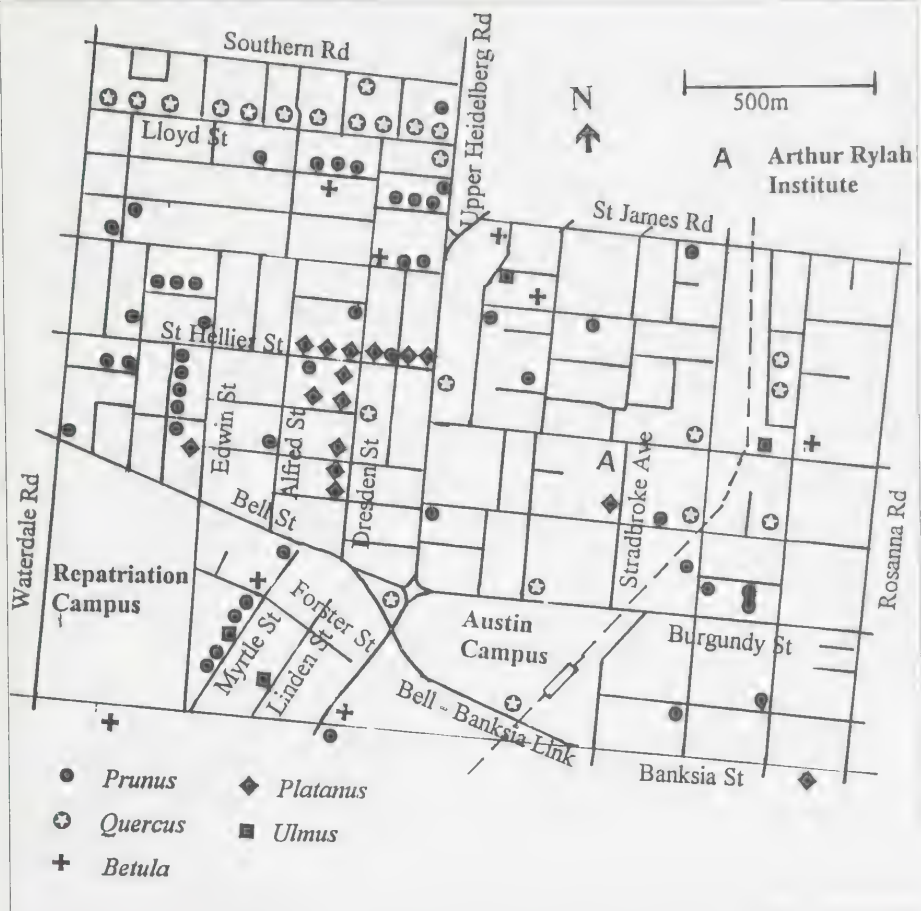 Southern Rd
Upper Heidelberg Rd
N
500m
Lloyd St
A Arthur Rylah
Institute
St James Rd
St Hellier St
Edwin St
Alfred St
Dresden St
A
Stradbroke Ave
Rosanna Rd
Waterdale Rd
Bell St
Repatriation
Campus
Forster St
Myrtle St
Linden St
Austin
Campus
Burgundy St
Bell - Banksia Link
Banksia St
Prunus
Platanus
Quercus
Ulmus
Betula